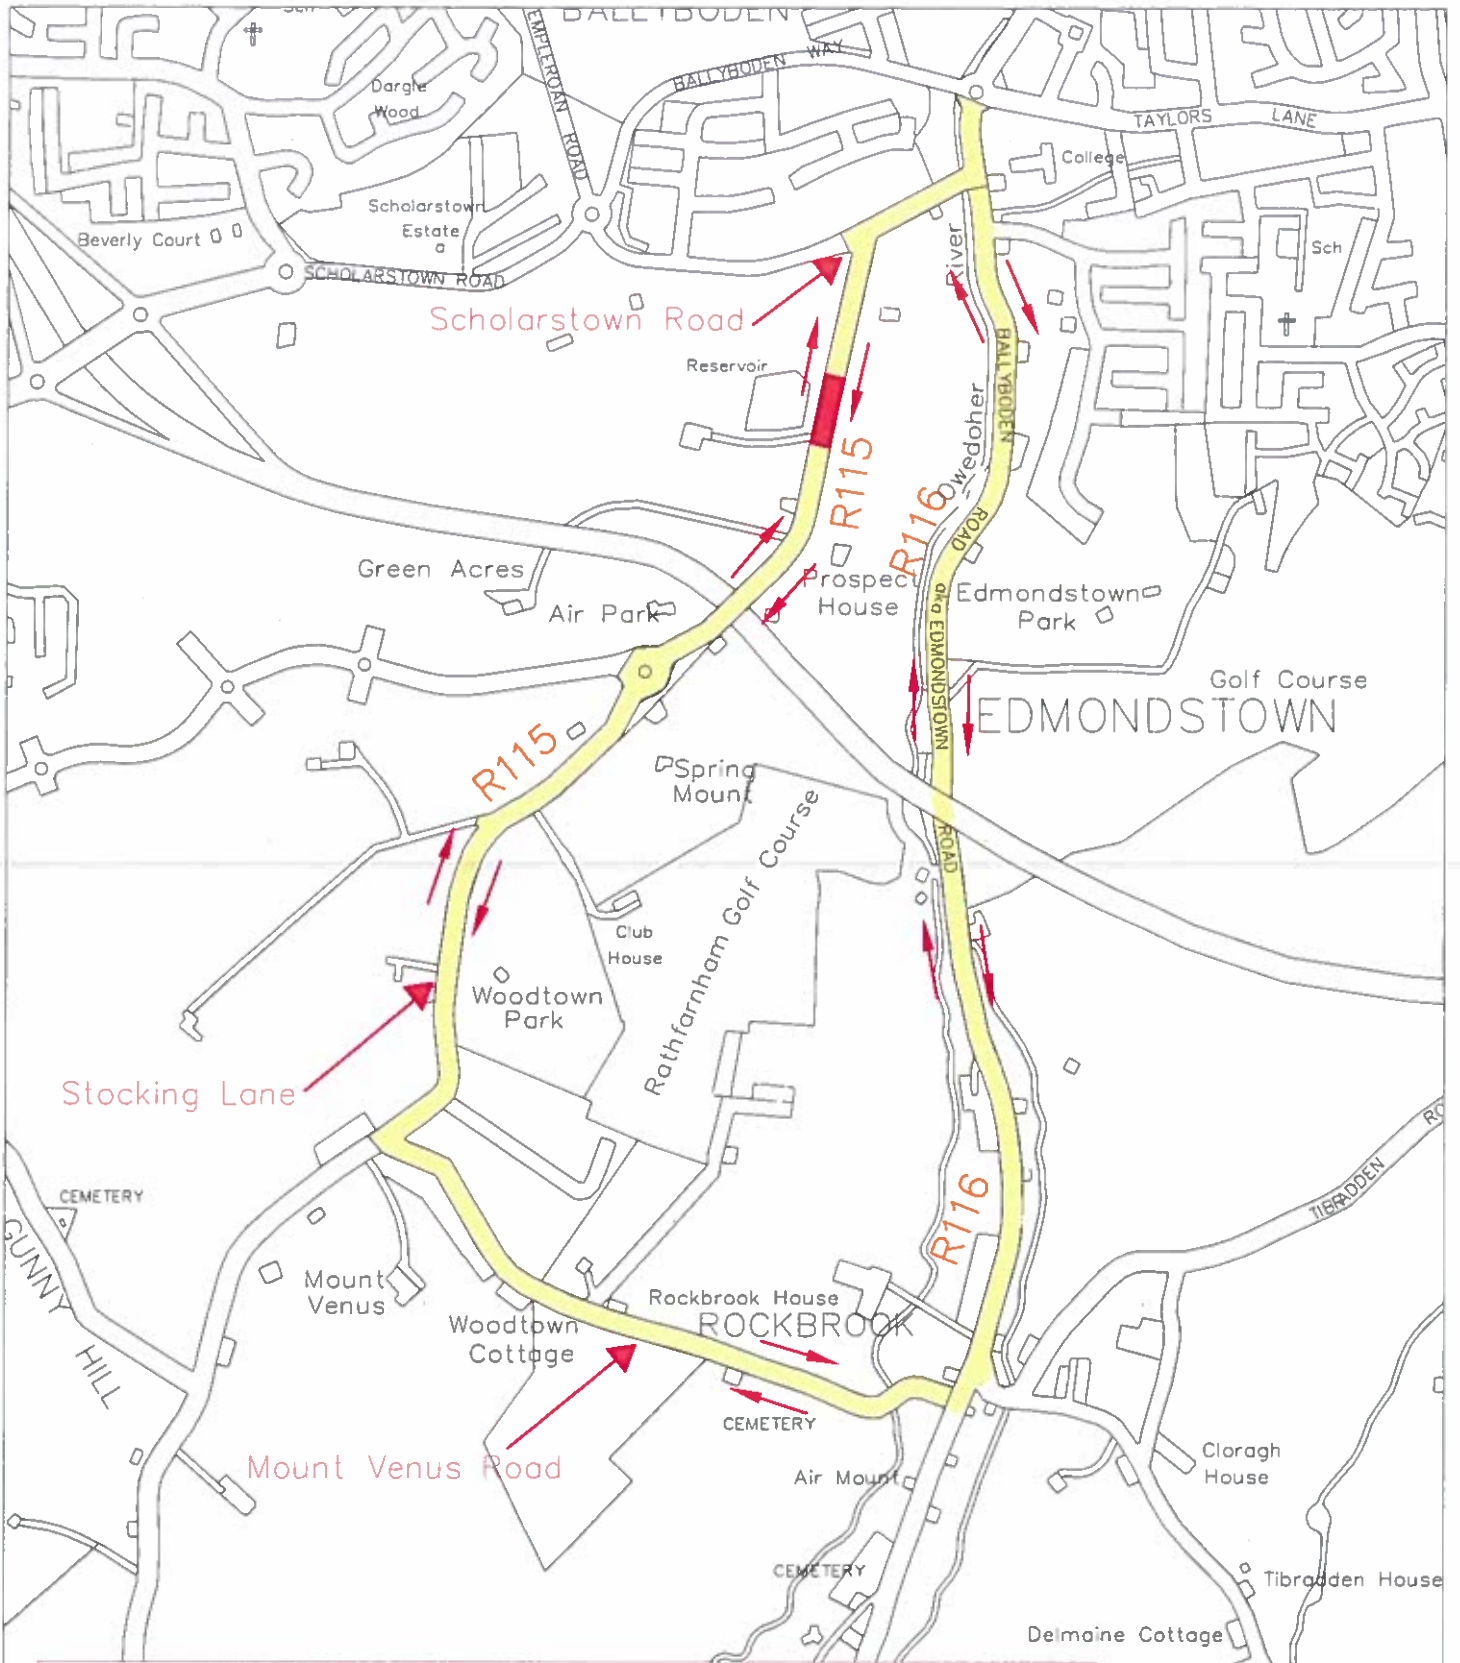 BALLYBODEN
BALLYBODEN WAY
Dargle
Wood
TEMPLEROAN ROAD
TAYLORS LANE
College
Scholarstown
Estate
Beverly Court
SCHOLARSTOWN ROAD
River
Sch
Scholarstown Road
Reservoir
BALLYBODEN
Owedoher
R115
R116
ROAD
Green Acres
Prospect
House
Air Park
aka EDMONDSTOWN
Edmondstown
Park
Golf Course
EDMONDSTOWN
R115
Spring
Mount
Rathfarnham Golf Course
ROAD
Club
House
Woodtown
Park
Stocking Lane
TIBRADDEN
CEMETERY
R116
GUNNY
HILL
Mount
Venus
Rockbrook House
ROCKBROOK
Woodtown
Cottage
CEMETERY
Mount Venus Road
Air Mount
Cloragh
House
CEMETERY
Tibradden House
Delmaine Cottage